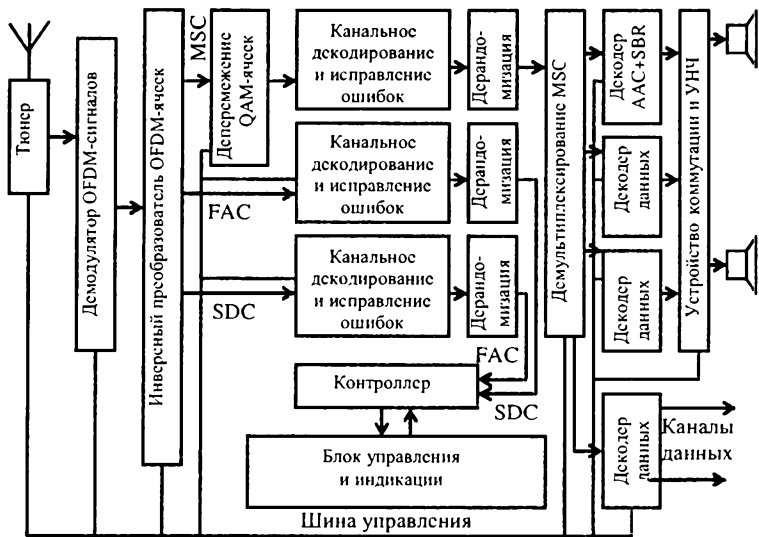 Тюнер
Демодулятор OFDM-сигналов
Инверсный преобразователь OFDM-ячеек
MSC
Деперемежение
QAM-ячеек
Канальное
декодирование
и исправление
ошибок
Дерандо-
мизация
Демультиплексирование MSC
Декодер
AAC+SBR
Устройство коммутации и УНЧ
FAC
Канальное
декодирование
и исправление
ошибок
Дерандо-
мизация
Декодер
данных
SDC
Канальное
декодирование
и исправление
ошибок
Дерандо-
мизация
Декодер
данных
FAC
SDC
Контроллер
Блок управления
и индикации
Декодер
данных
Каналы
данных
Шина управления